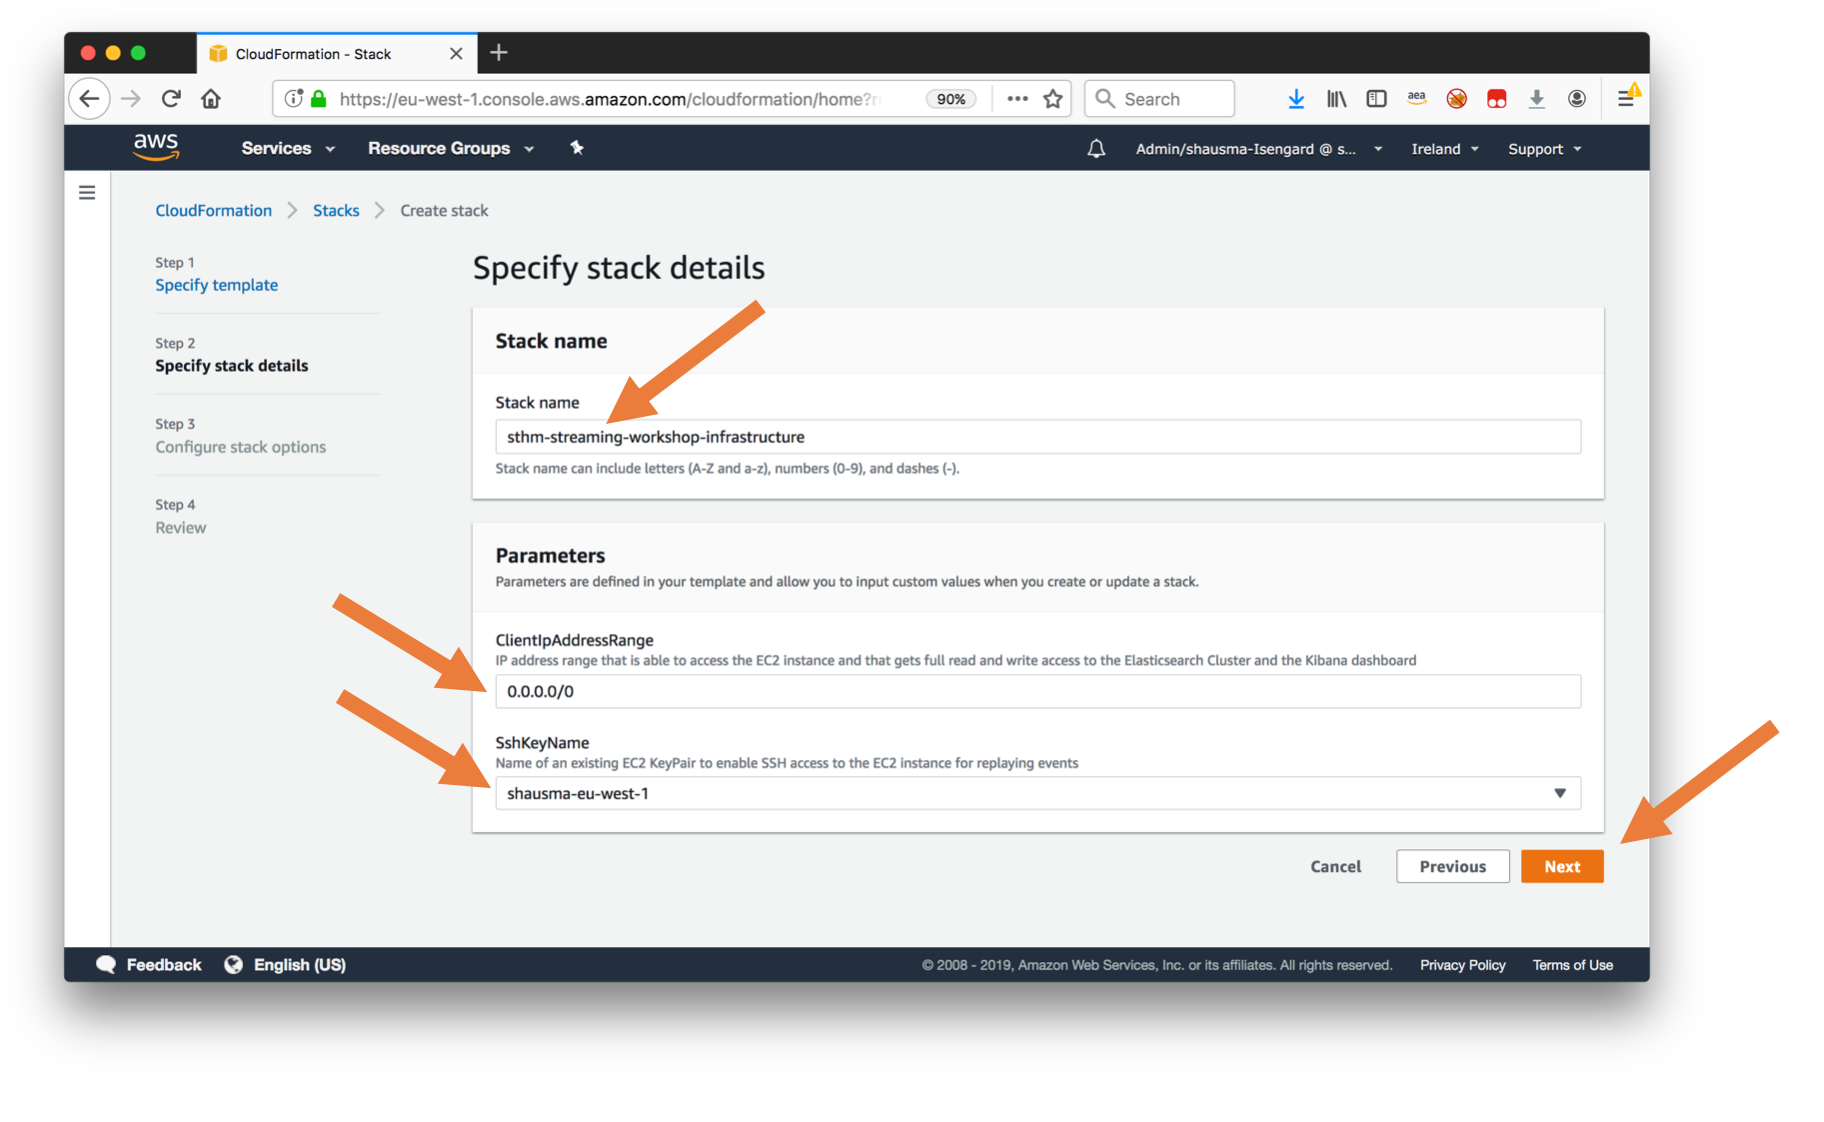 CloudFormation - Stack
https://eu-west-1.console.aws.amazon.com/cloudformation/home?r
90%
Search
aea
aws
Services
Resource Groups
Admin/shausma-Isengard @ s...
Ireland
Support
CloudFormation
Stacks
Create stack
Step 1
Specify template
Step 2
Specify stack details
Step 3
Configure stack options
Step 4
Review
Specify stack details
Stack name
Stack name
sthm-streaming-workshop-infrastructure
Stack name can include letters (A-Z and a-z), numbers (0-9), and dashes (-).
Parameters
Parameters are defined in your template and allow you to input custom values when you create or update a stack.
ClientIpAddressRange
IP address range that is able to access the EC2 instance and that gets full read and write access to the Elasticsearch Cluster and the Kibana dashboard
0.0.0.0/0
SshKeyName
Name of an existing EC2 KeyPair to enable SSH access to the EC2 instance for replaying events
shausma-eu-west-1
Cancel
Previous
Next
Feedback
English (US)
© 2008 - 2019, Amazon Web Services, Inc. or its affiliates. All rights reserved.
Privacy Policy
Terms of Use